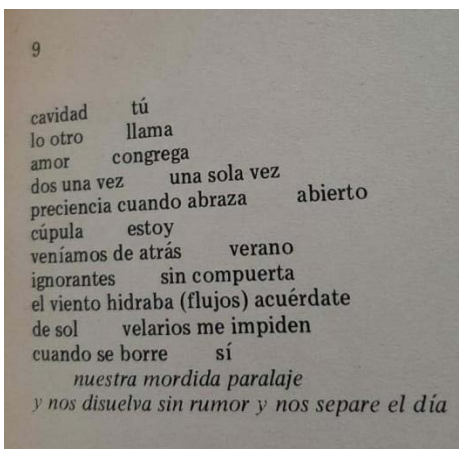 9
cavidad tú
lo otro llama
amor congrega
dos una vez una sola vez
preciencia cuando abraza abierto
cúpula estoy
veníamos de atrás verano
ignorantes sin compuerta
el viento hidraba (flujos) acuérdate
de sol velarios me impiden
cuando se borre sí
nuestra mordida paralaje
y nos disuelva sin rumor y nos separe el día